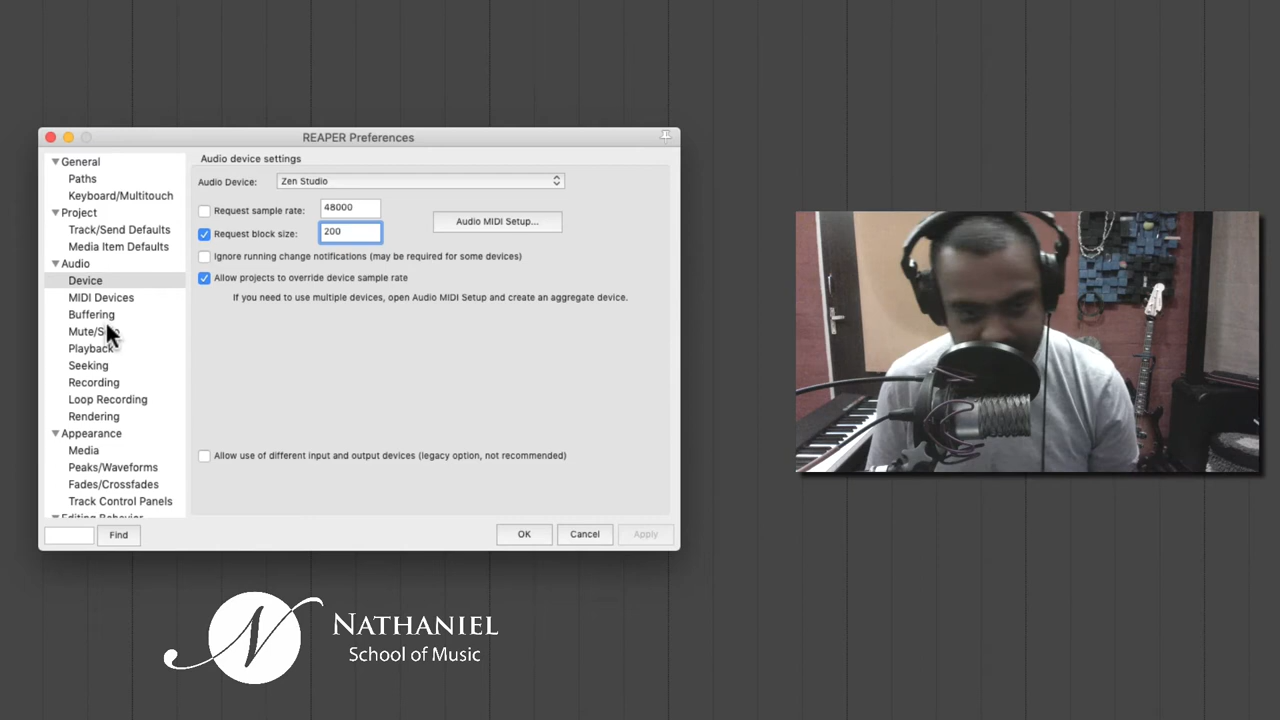 REAPER Preferences
General
Paths
Keyboard/Multitouch
Project
Track/Send Defaults
Media Item Defaults
Audio
Device
MIDI Devices
Buffering
Playback
Seeking
Recording
Loop Recording
Rendering
Appearance
Media
Peaks/Waveforms
Fades/Crossfades
Track Control Panels
Find
Audio device settings
Audio Device: Zen Studio
Request sample rate: 48000
Request block size: 200
Audio MIDI Setup...
Ignore running change notifications (may be required for some devices)
Allow projects to override device sample rate
If you need to use multiple devices, open Audio MIDI Setup and create an aggregate device.
Allow use of different input and output devices (legacy option, not recommended)
OK Cancel Apply
N
NATHANIEL
School of Music